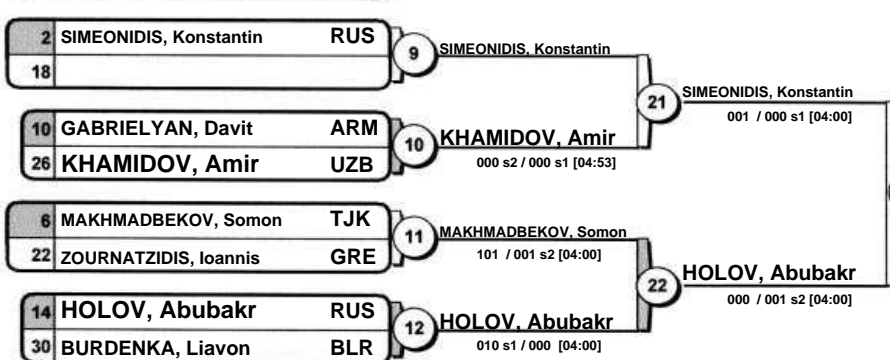 2 SIMEONIDIS, Konstantin RUS
18
9
SIMEONIDIS, Konstantin
10 GABRIELYAN, Davit ARM
26 KHAMIDOV, Amir UZB
10
KHAMIDOV, Amir
000 s2 / 000 s1 [04:53]
21
SIMEONIDIS, Konstantin
001 / 000 s1 [04:00]
6 MAKHMADBEKOV, Somon TJK
22 ZOURNATZIDIS, Ioannis GRE
11
MAKHMADBEKOV, Somon
101 / 001 s2 [04:00]
14 HOLOV, Abubakr RUS
30 BURDENKA, Liavon BLR
12
HOLOV, Abubakr
010 s1 / 000 [04:00]
22
HOLOV, Abubakr
000 / 001 s2 [04:00]